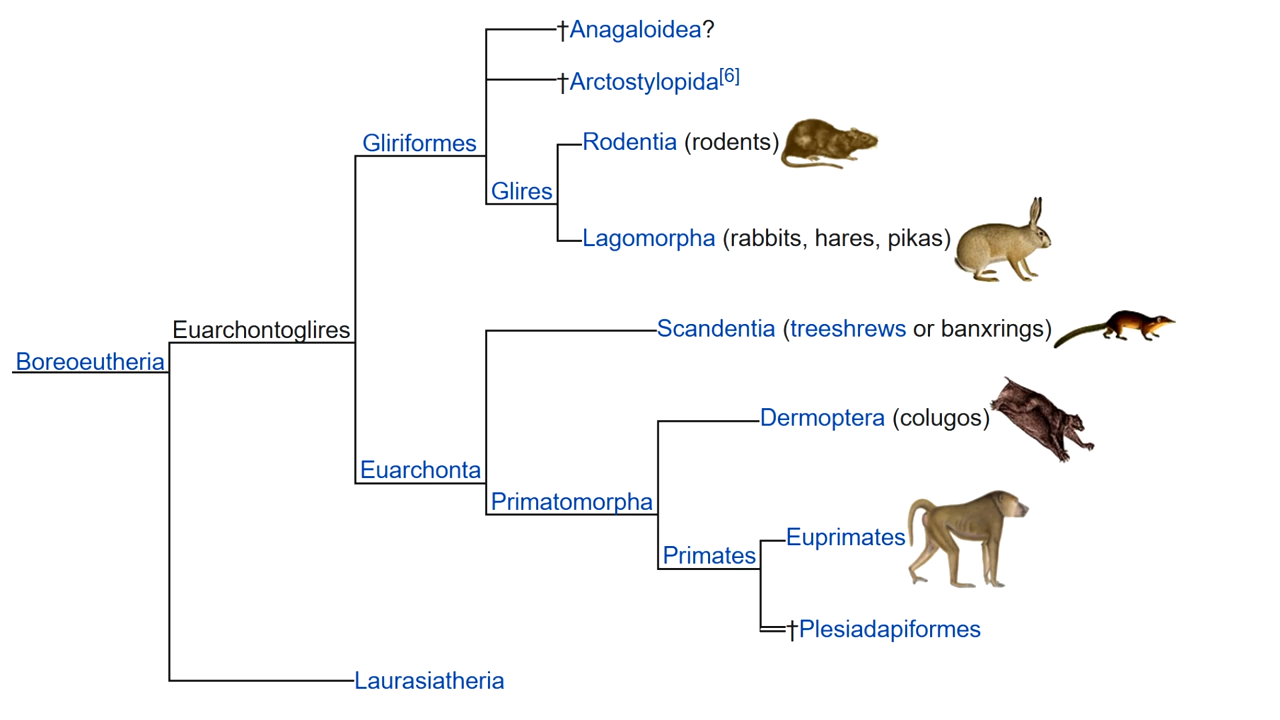 †Anagaloidea?
†Arctostylopida[6]
Gliriformes
Rodentia (rodents)
Glires
Lagomorpha (rabbits, hares, pikas)
Euarchontoglires
Scandentia (treeshrews or banxrings)
Boreoeutheria
Dermoptera (colugos)
Euarchonta
Primatomorpha
Euprimates
Primates
†Plesiadapiformes
Laurasiatheria